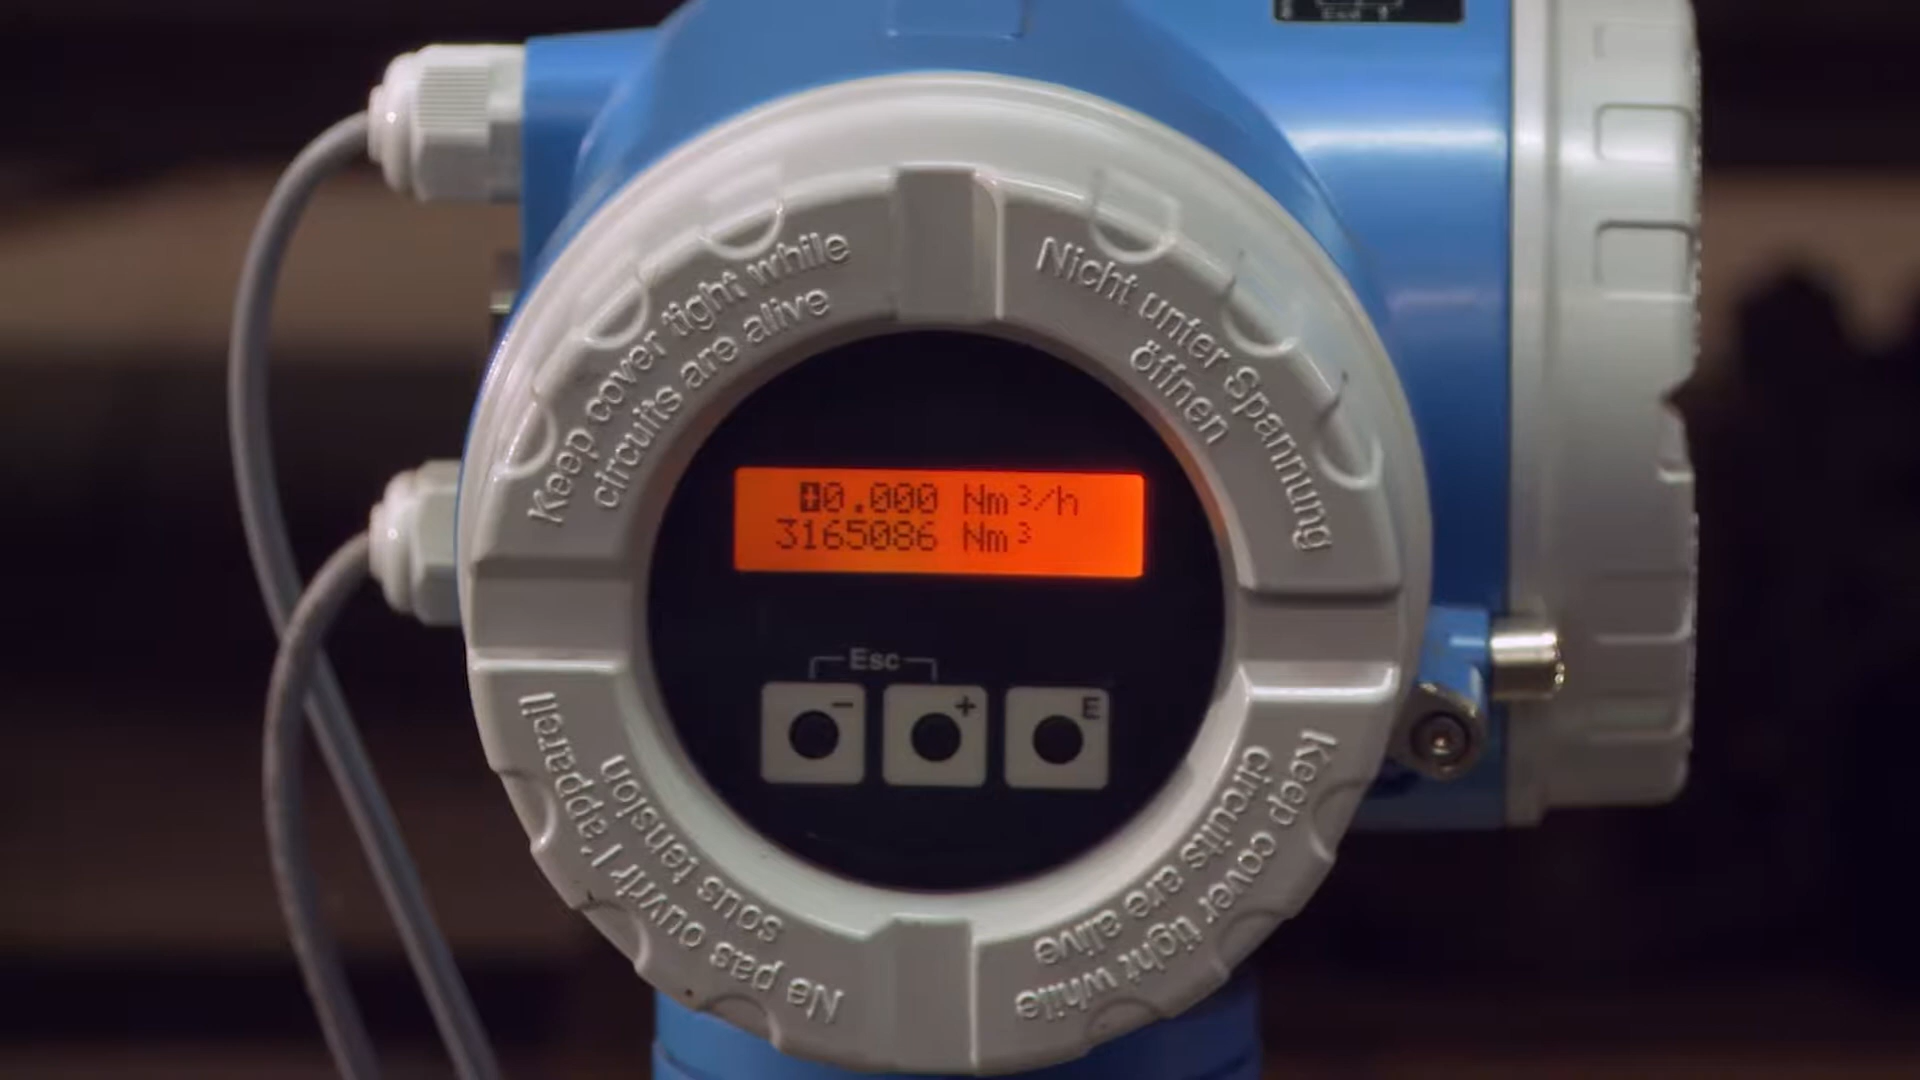 Keep cover tight while
circuits are alive
Nicht unter Spannung
öffnen
+0.000 Nm³/h
3165086 Nm³
Esc
- + E
Ne pas ouvrir l'appareil
sous tension
Keep cover tight while
circuits are alive